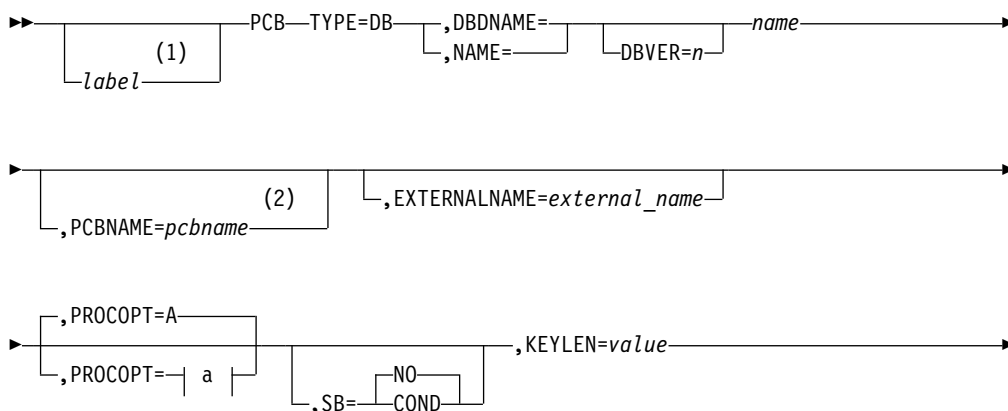 PCB TYPE=DB ,DBDNAME= name
(1) ,NAME= DBVER=n
label
(2) ,EXTERNALNAME=external_name
,PCBNAME=pcbname
,PROCOPT=A
,KEYLEN=value
,PROCOPT= a NO
,SB= COND